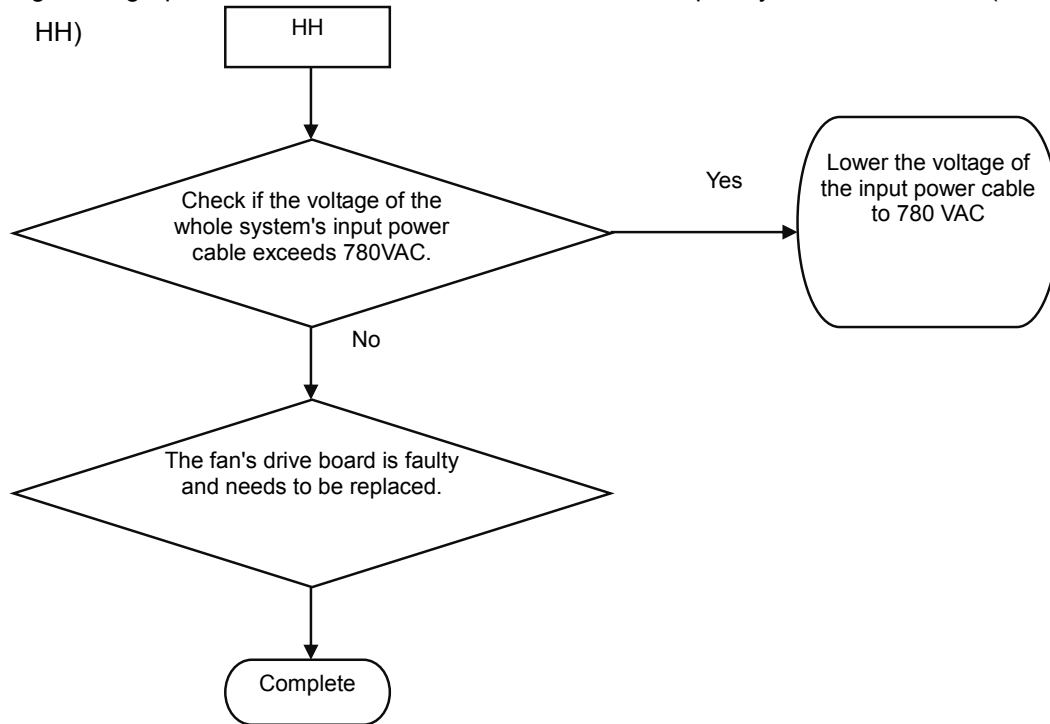 HH)
HH
Check if the voltage of the
whole system's input power
cable exceeds 780VAC.
Yes
Lower the voltage of
the input power cable
to 780 VAC
No
The fan's drive board is faulty
and needs to be replaced.
Complete